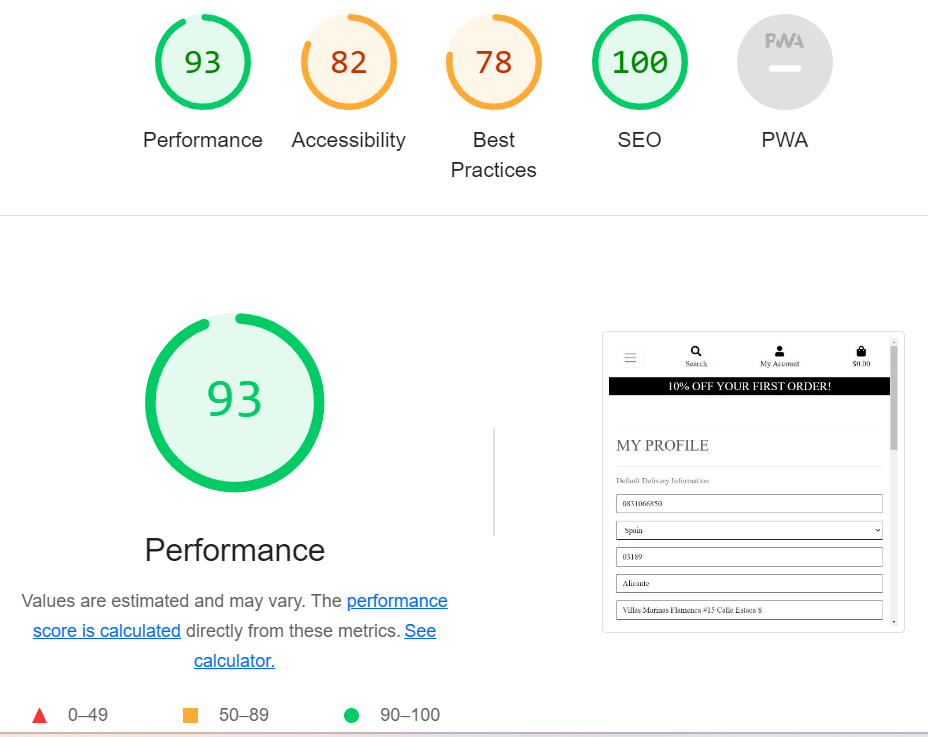 93
82
78
100
PWA
Performance
Accessibility
Best
Practices
SEO
PWA
93
Performance
Values are estimated and may vary. The performance
score is calculated directly from these metrics. See
calculator.
0–49
50–89
90–100
Search
My Account
$0.00
10% OFF YOUR FIRST ORDER!
MY PROFILE
Default Delivery Information
0831066850
Spain
03189
Alicante
Villas Marinas Flamenca #15 Calle Estaca 8